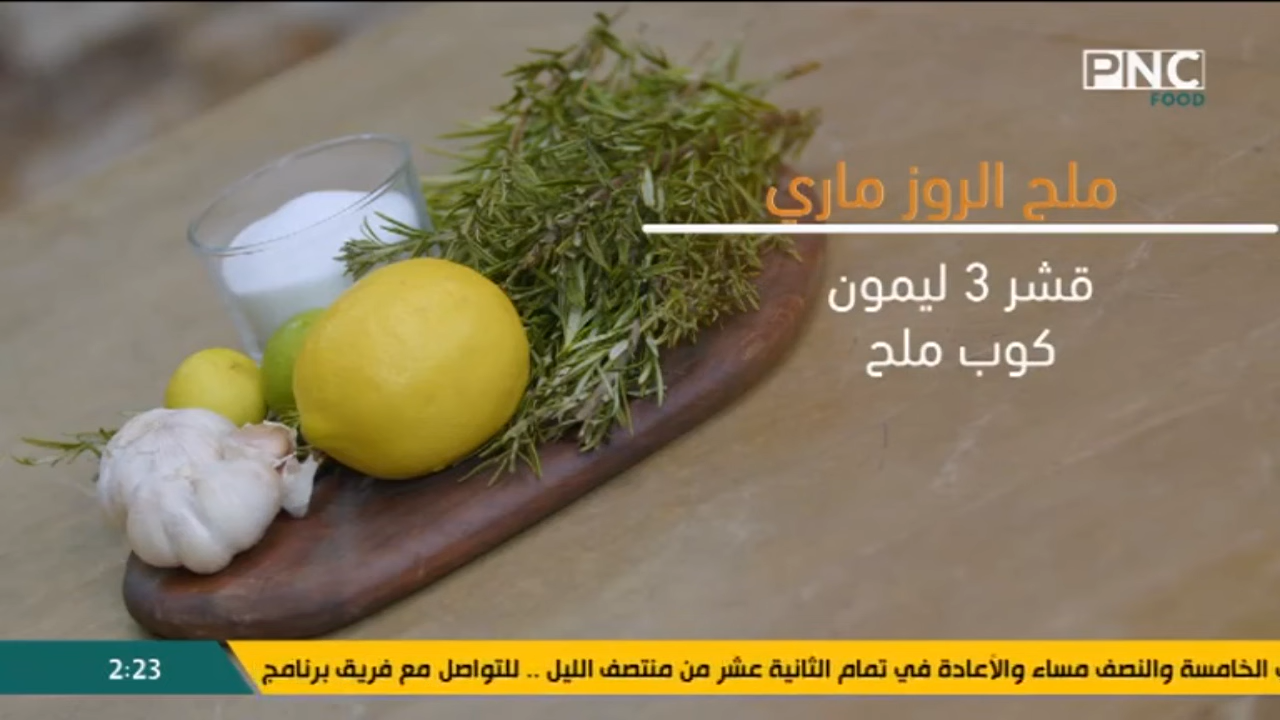 PNC
FOOD
ملح الروز ماري
قشر 3 ليمون
كوب ملح
الخامسة والنصف مساء والأعادة في تمام الثانية عشر من منتصف الليل .. للتواصل مع فريق برنامج
2:23